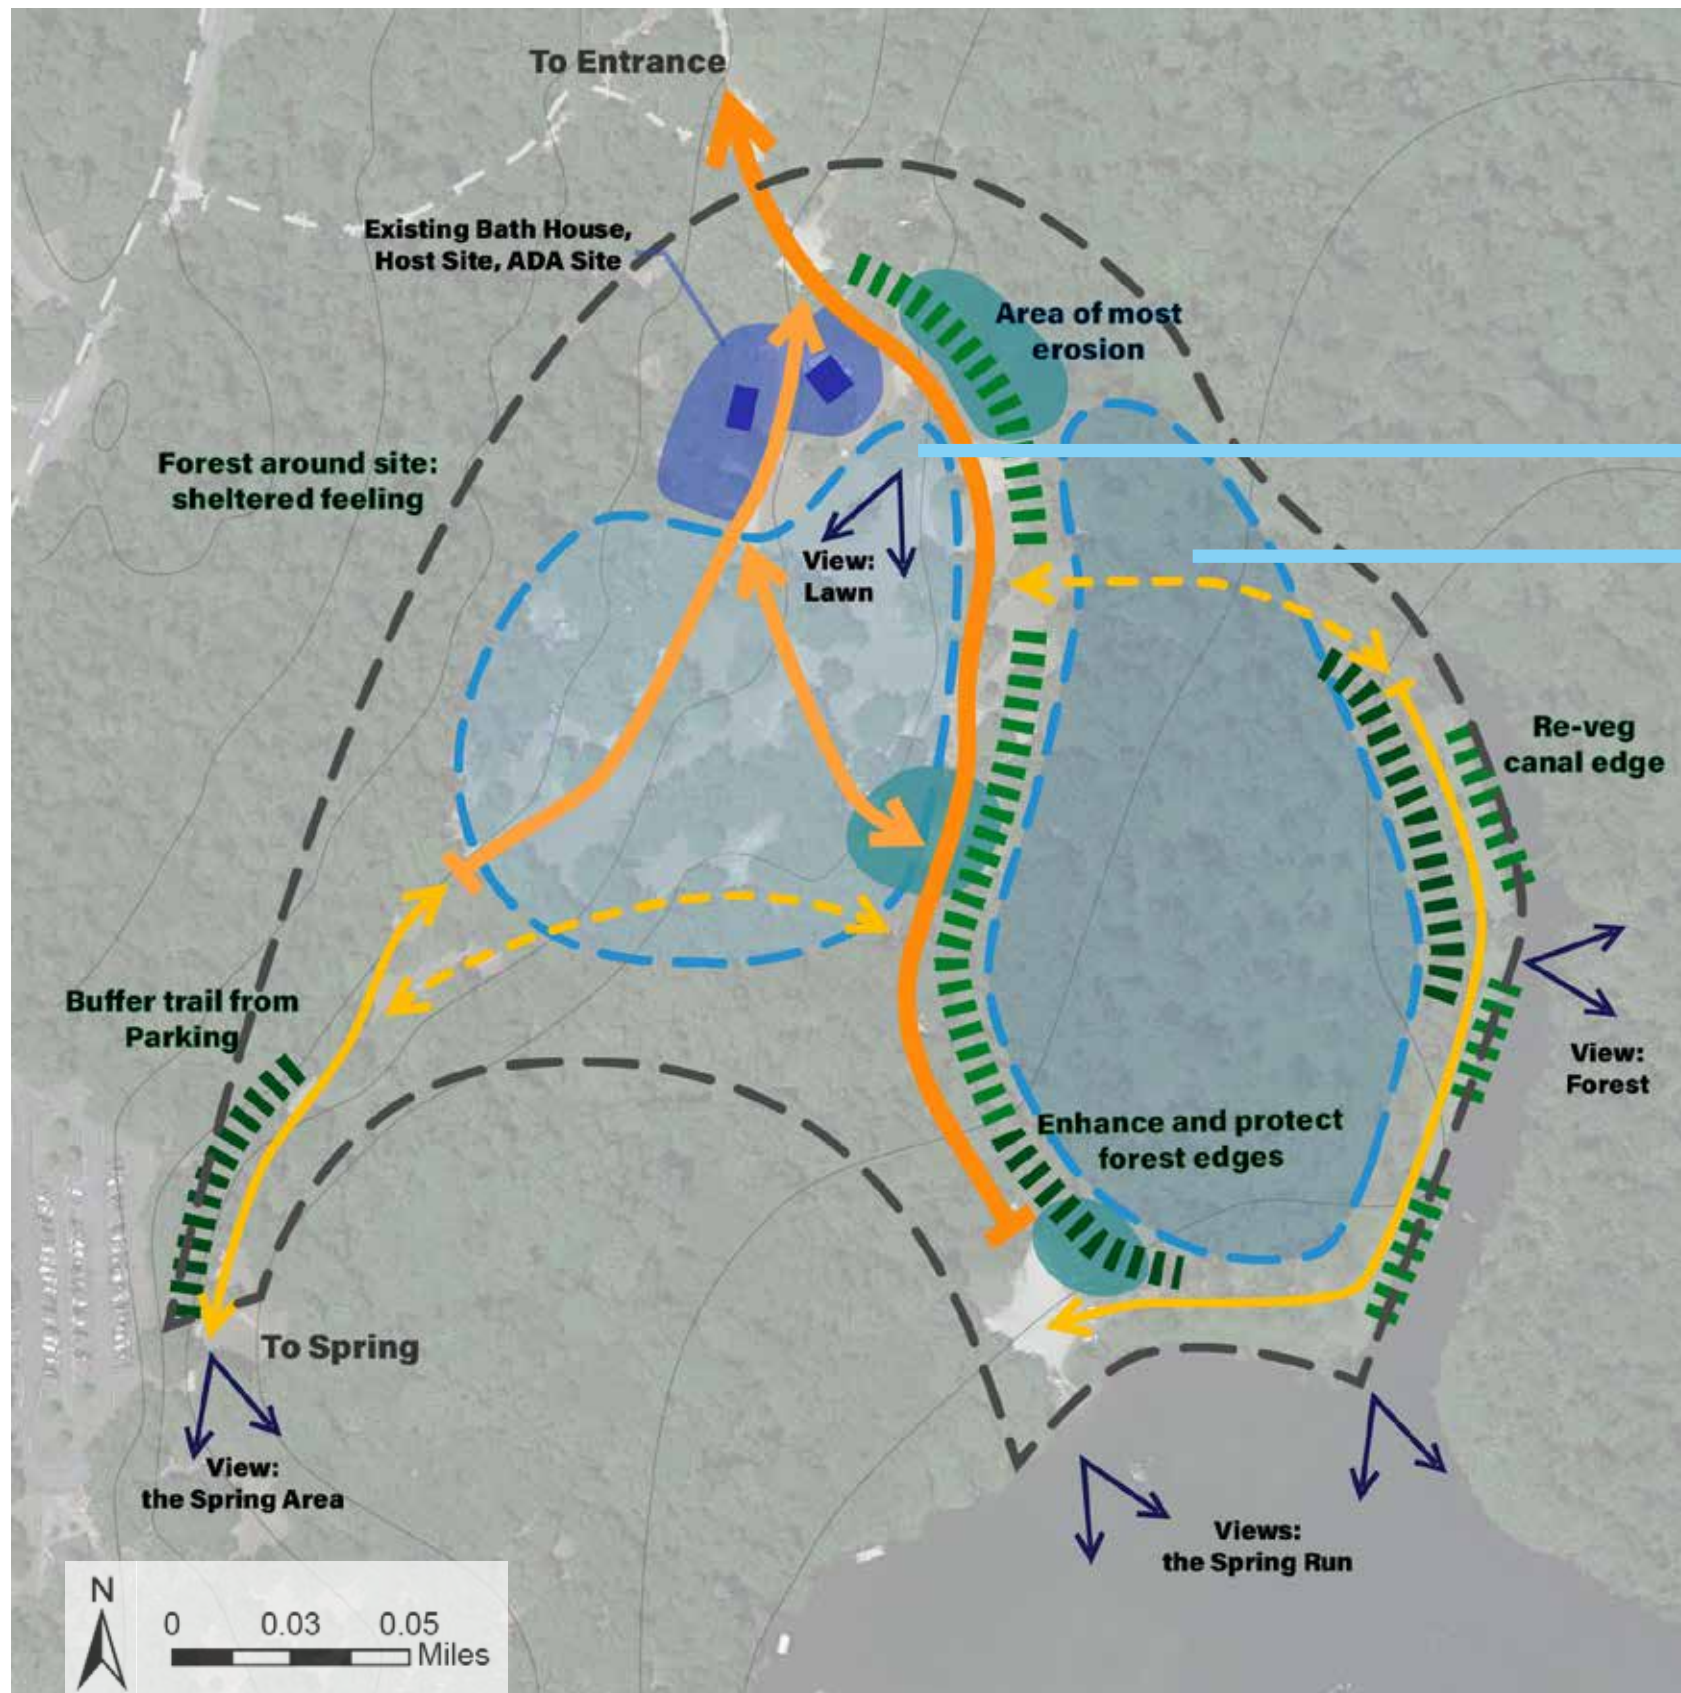 To Entrance
Existing Bath House,
Host Site, ADA Site
Area of most
erosion
Forest around site:
sheltered feeling
View:
Lawn
Re-veg
canal edge
Buffer trail from
Parking
View:
Forest
Enhance and protect
forest edges
To Spring
View:
the Spring Area
Views:
the Spring Run
N
0 0.03 0.05
Miles